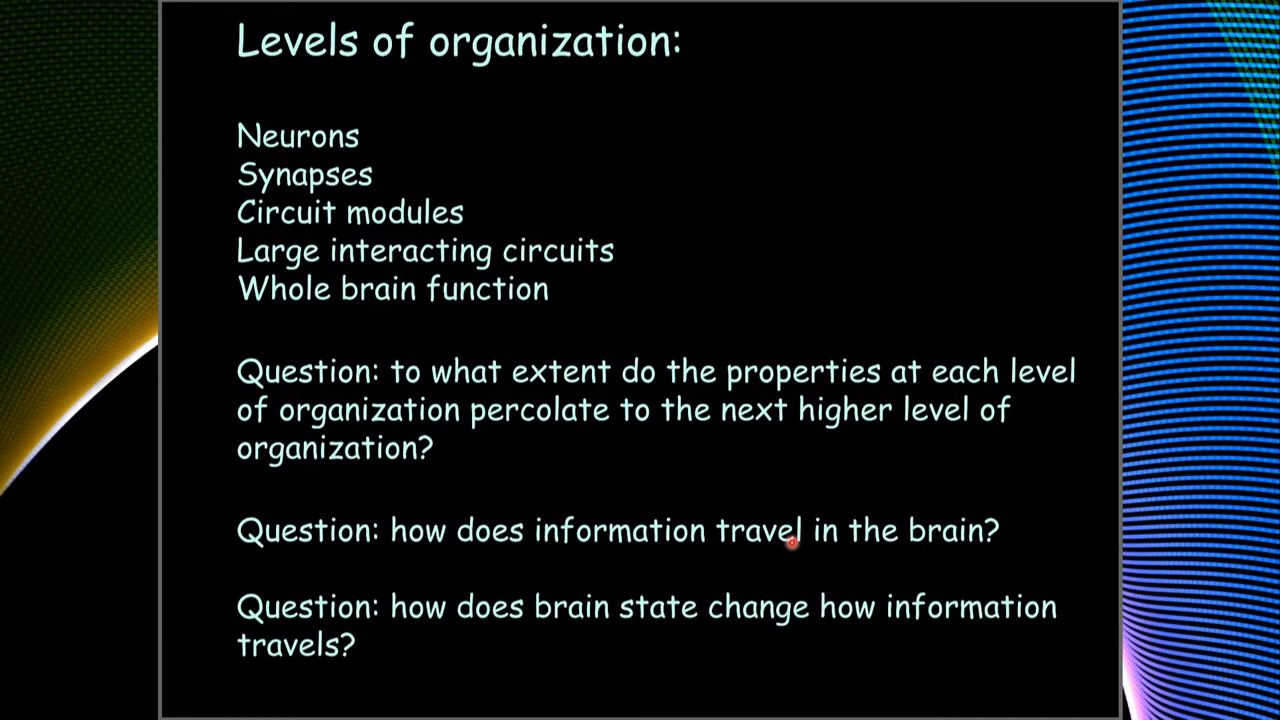 Levels of organization:
Neurons
Synapses
Circuit modules
Large interacting circuits
Whole brain function
Question: to what extent do the properties at each level
of organization percolate to the next higher level of
organization?
Question: how does information travel in the brain?
Question: how does brain state change how information
travels?